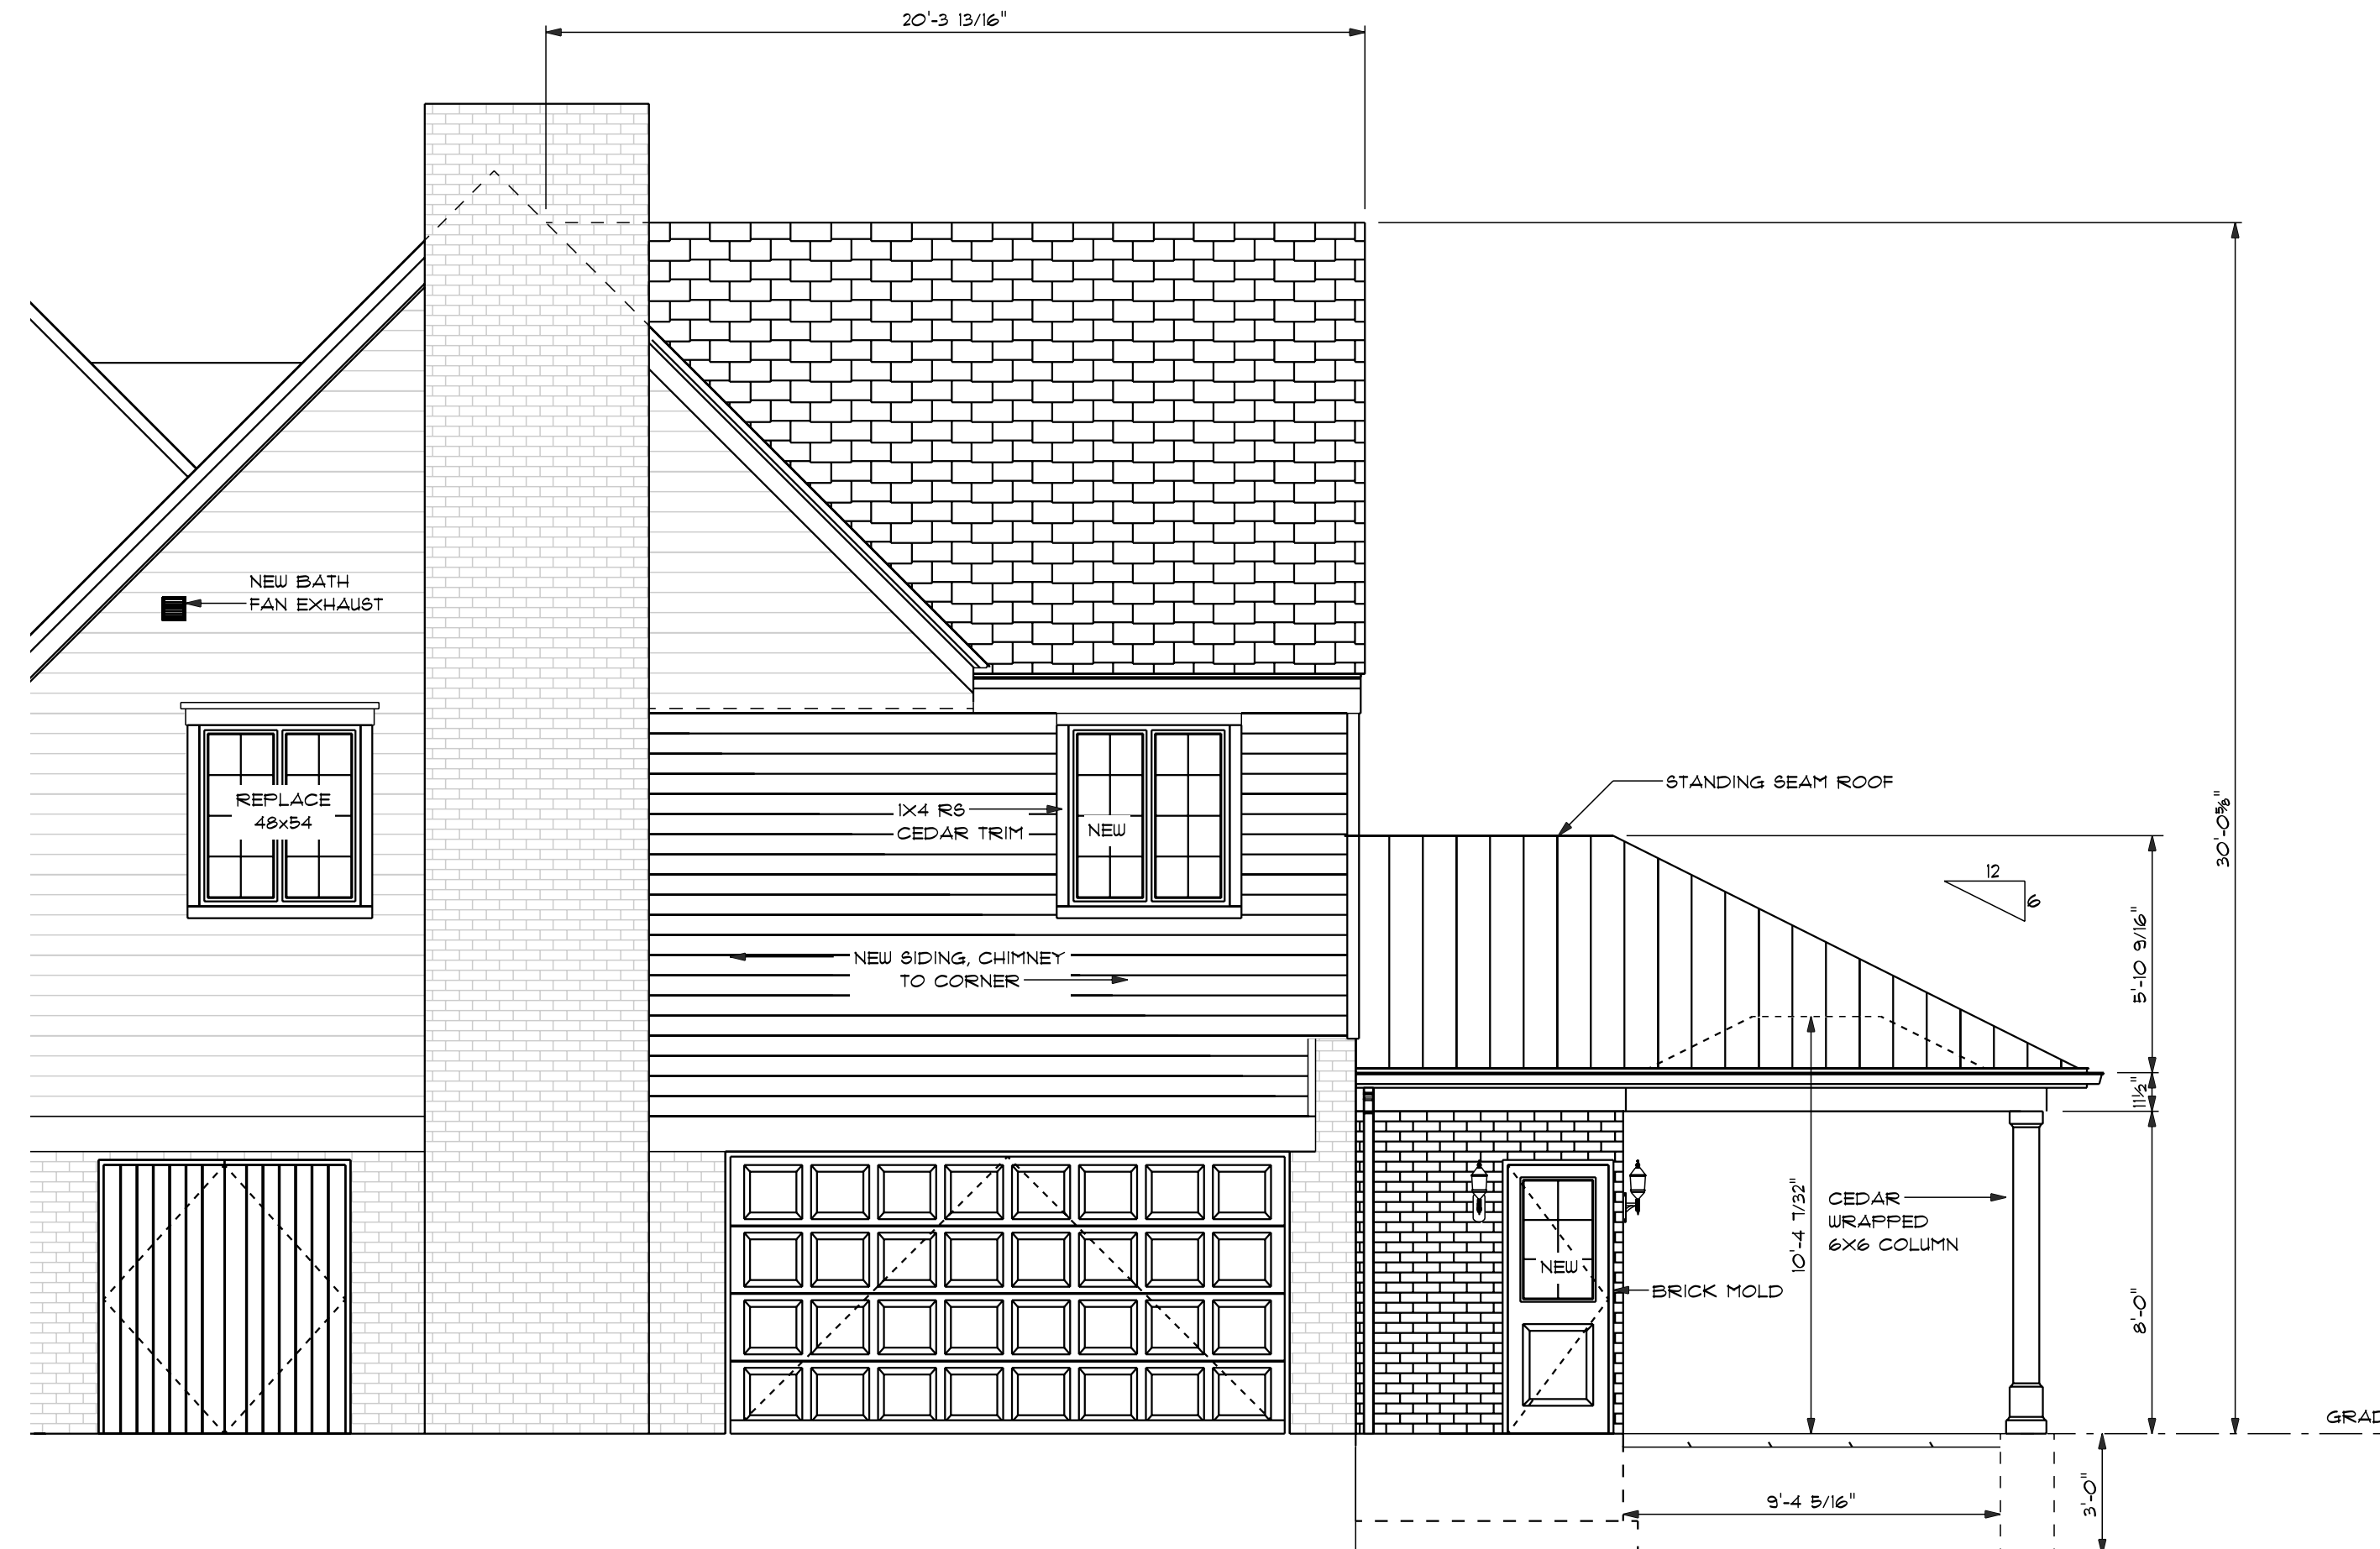 20'-3 13/16"
NEW BATH
FAN EXHAUST
REPLACE
48x54
1X4 RS
CEDAR TRIM
NEW
NEW SIDING, CHIMNEY
TO CORNER
STANDING SEAM ROOF
12
6
30'-0⅝"
5'-10 9/16"
11½"
10'-4 7/32"
CEDAR
WRAPPED
6X6 COLUMN
NEW
BRICK MOLD
8'-0"
GRAD
9'-4 5/16"
3'-0"